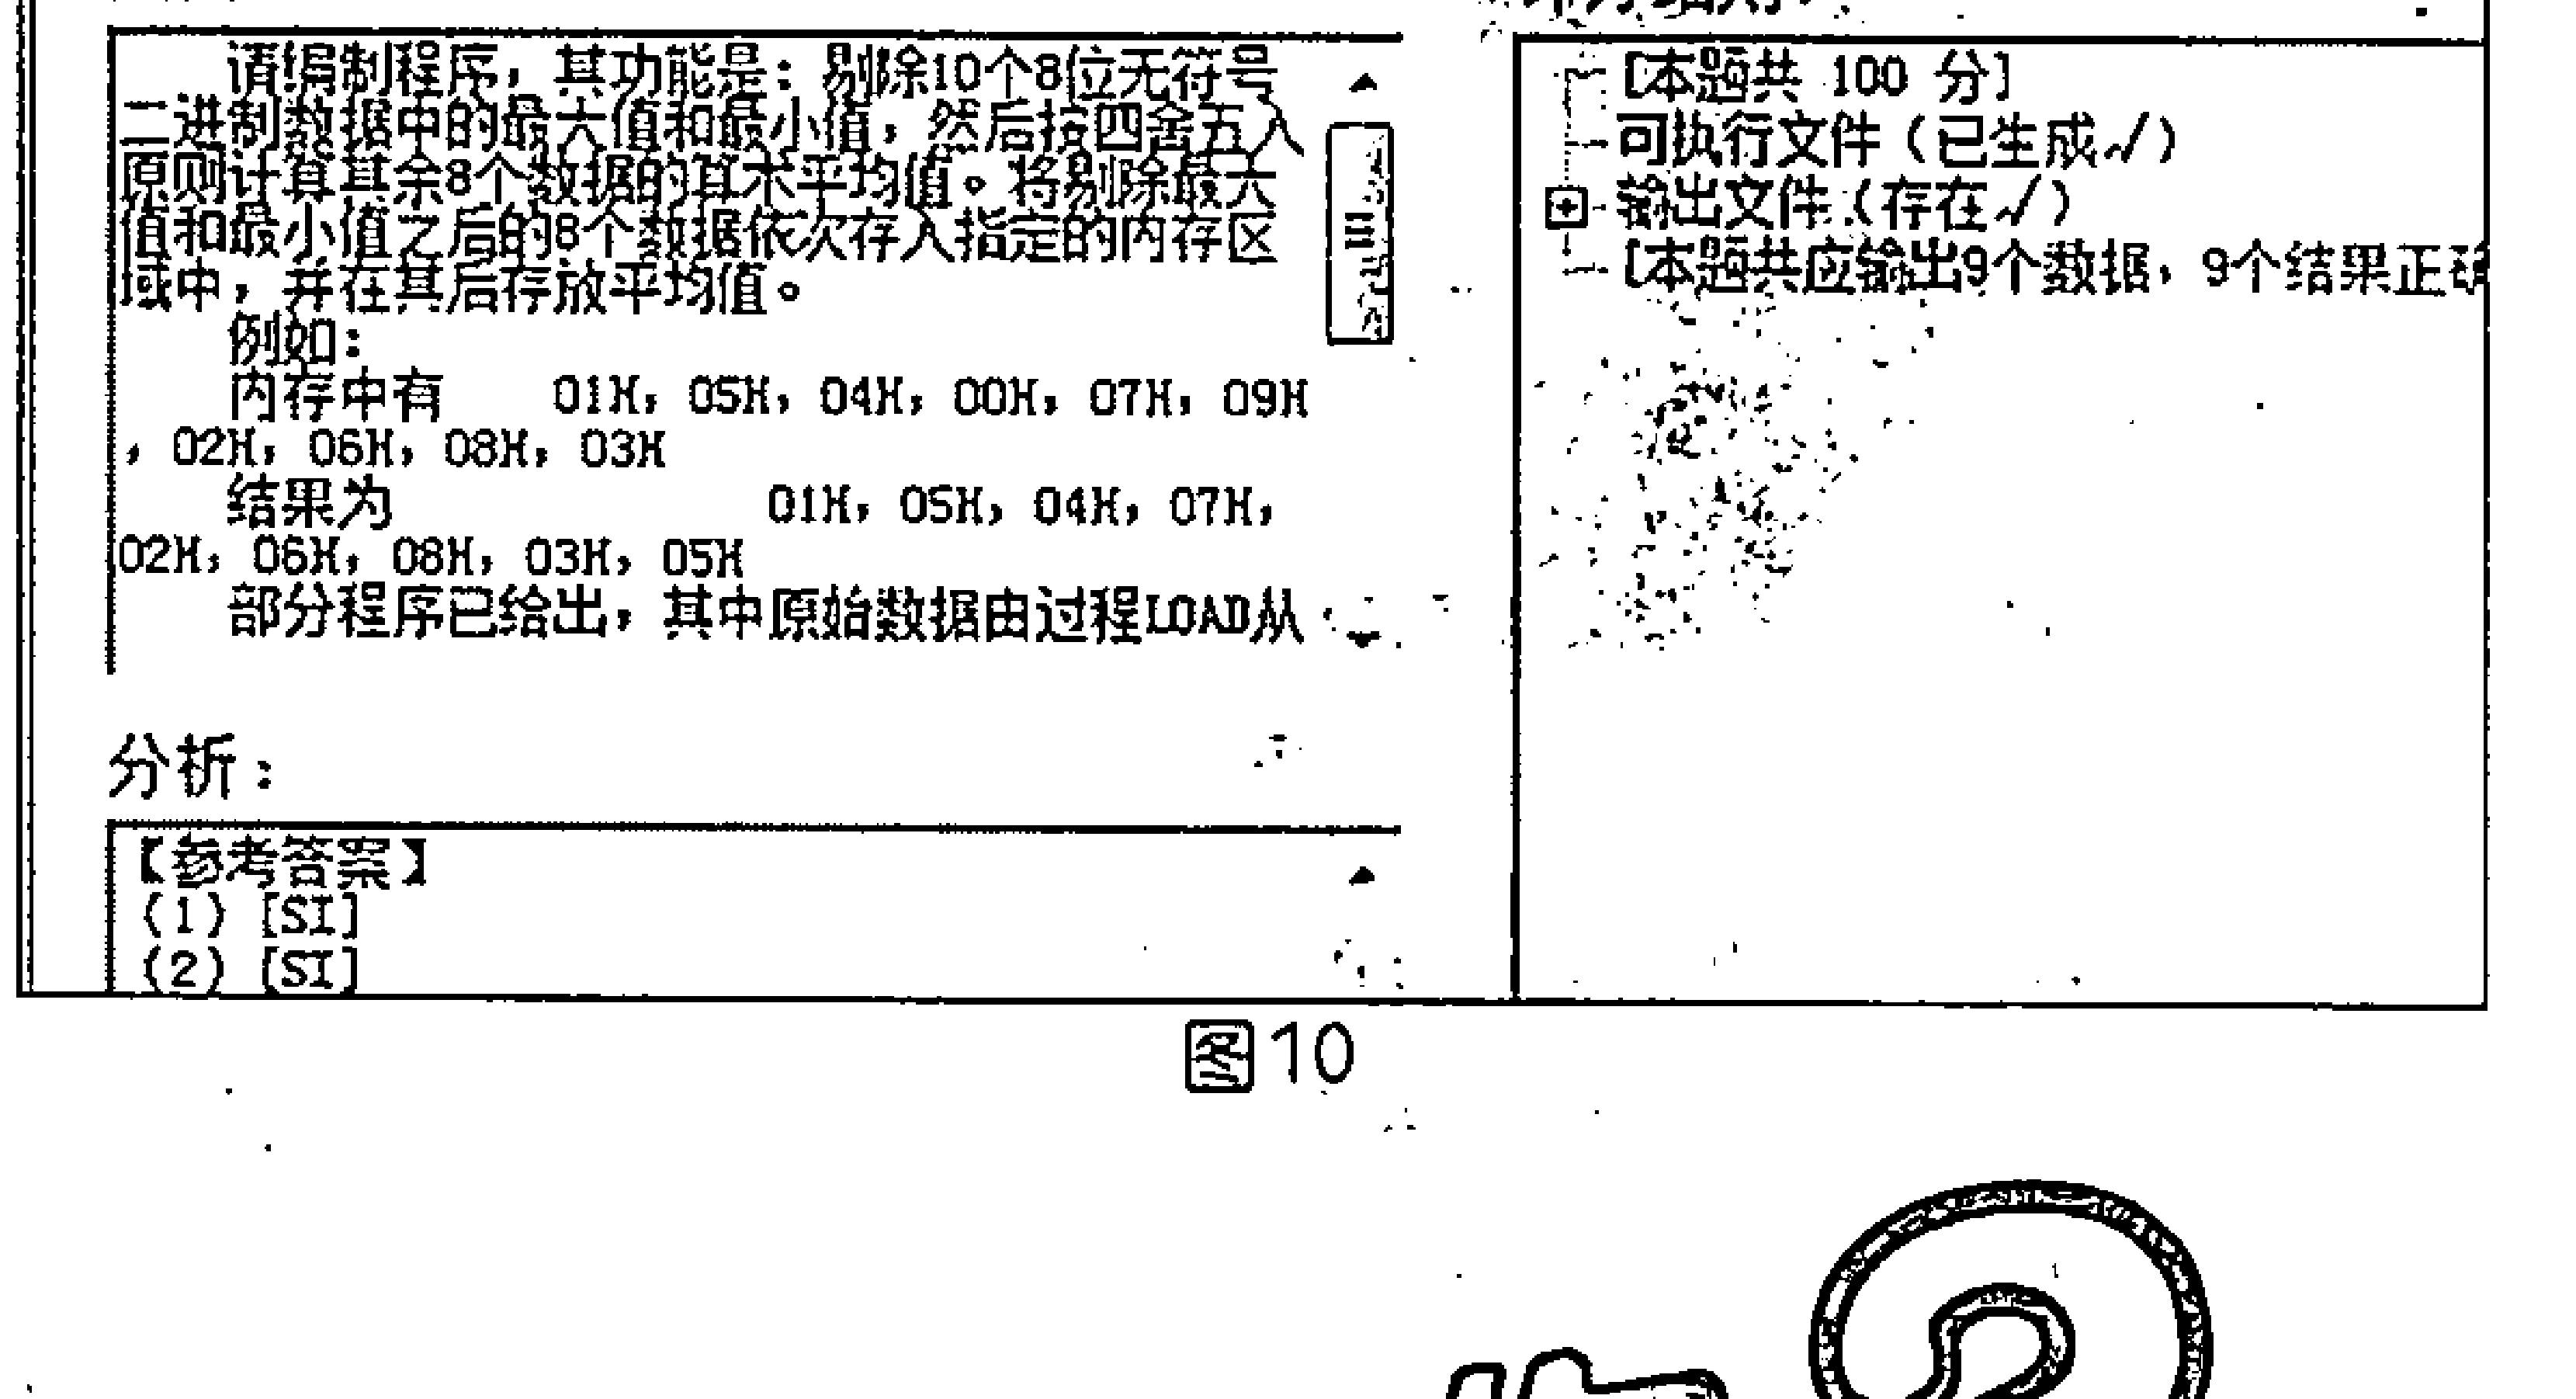 请编制程序，其功能是：剔除10个8位无符号
二进制数据中的最大值和最小值，然后按四舍五入
原则计算其余8个数据的算术平均值。将剔除最大
值和最小值之后的8个数据依次存入指定的内存区
域中，并在其后存放平均值。
例如：
内存中有 01H，05H，04H，00H，07H，09H
，02H，06H，08H，03H
结果为 01H，05H，04H，07H，
02H，06H，08H，03H，05H
部分程序已给出，其中原始数据由过程LOAD从
分析：
【参考答案】
(1) [SI]
(2) [SI]
[本题共 100 分]
可执行文件（已生成√）
输出文件（存在√）
[本题共应输出9个数据，9个结果正确
图10